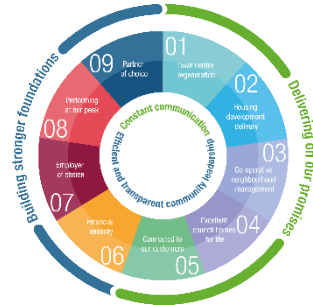 Building stronger foundations
Delivering on our promises
Constant communication
Efficient and transparent community leadership
01
Town centre
regeneration
02
Housing
development
delivery
03
Co-operative
neighbourhood
management
04
Excellent
council homes
for life
05
Connected to
our customers
06
Financial
security
07
Employer
of choice
08
Performing
at our peak
09
Partner
of choice